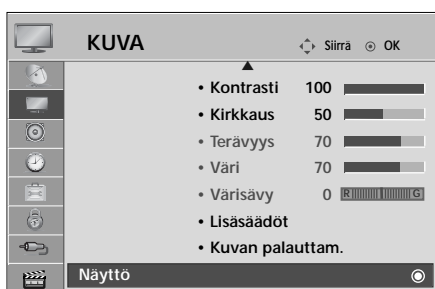 KUVA
Siirrä OK
• Kontrasti 100
• Kirkkaus 50
• Terävyys 70
• Väri 70
• Värisävy 0 R G
• Lisäsäädöt
• Kuvan palauttam.
Näyttö